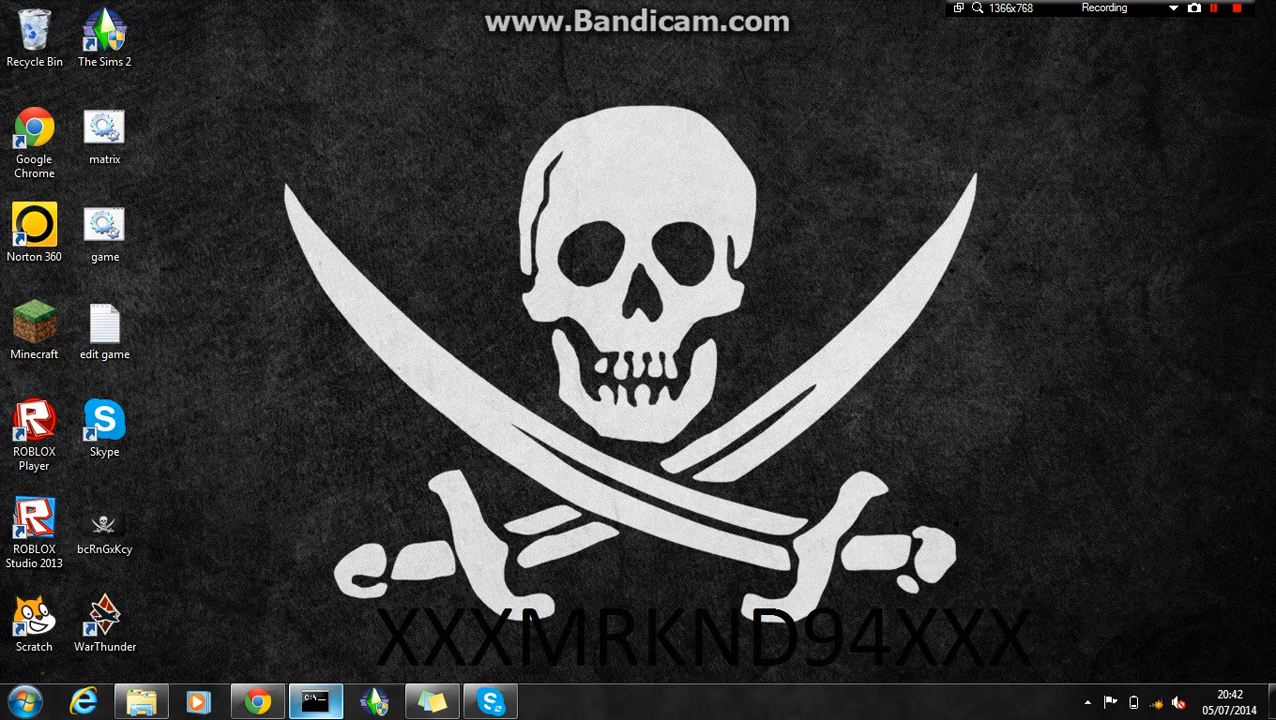 www.Bandicam.com
1366x768
Recording
Recycle Bin
The Sims 2
Google
Chrome
matrix
Norton 360
game
Minecraft
edit game
ROBLOX
Player
Skype
ROBLOX
Studio 2013
bcRnGxKcy
Scratch
WarThunder
XXXMRKND94XXX
C:\_
20:42
05/07/2014